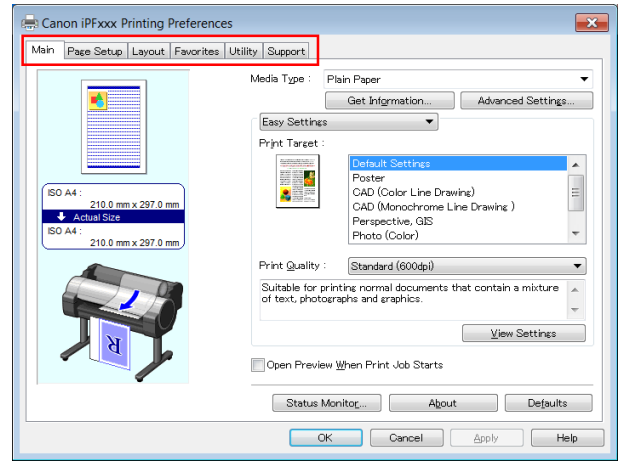 Canon iPFxxx Printing Preferences
Main Page Setup Layout Favorites Utility Support
Media Type : Plain Paper
Get Information... Advanced Settings...
Easy Settings
Print Target :
Default Settings
Poster
CAD (Color Line Drawing)
CAD (Monochrome Line Drawing )
Perspective, GIS
Photo (Color)
ISO A4 :
210.0 mm x 297.0 mm
Actual Size
ISO A4 :
210.0 mm x 297.0 mm
R
Print Quality : Standard (600dpi)
Suitable for printing normal documents that contain a mixture
of text, photographs and graphics.
View Settings
Open Preview When Print Job Starts
Status Monitor... About Defaults
OK Cancel Apply Help